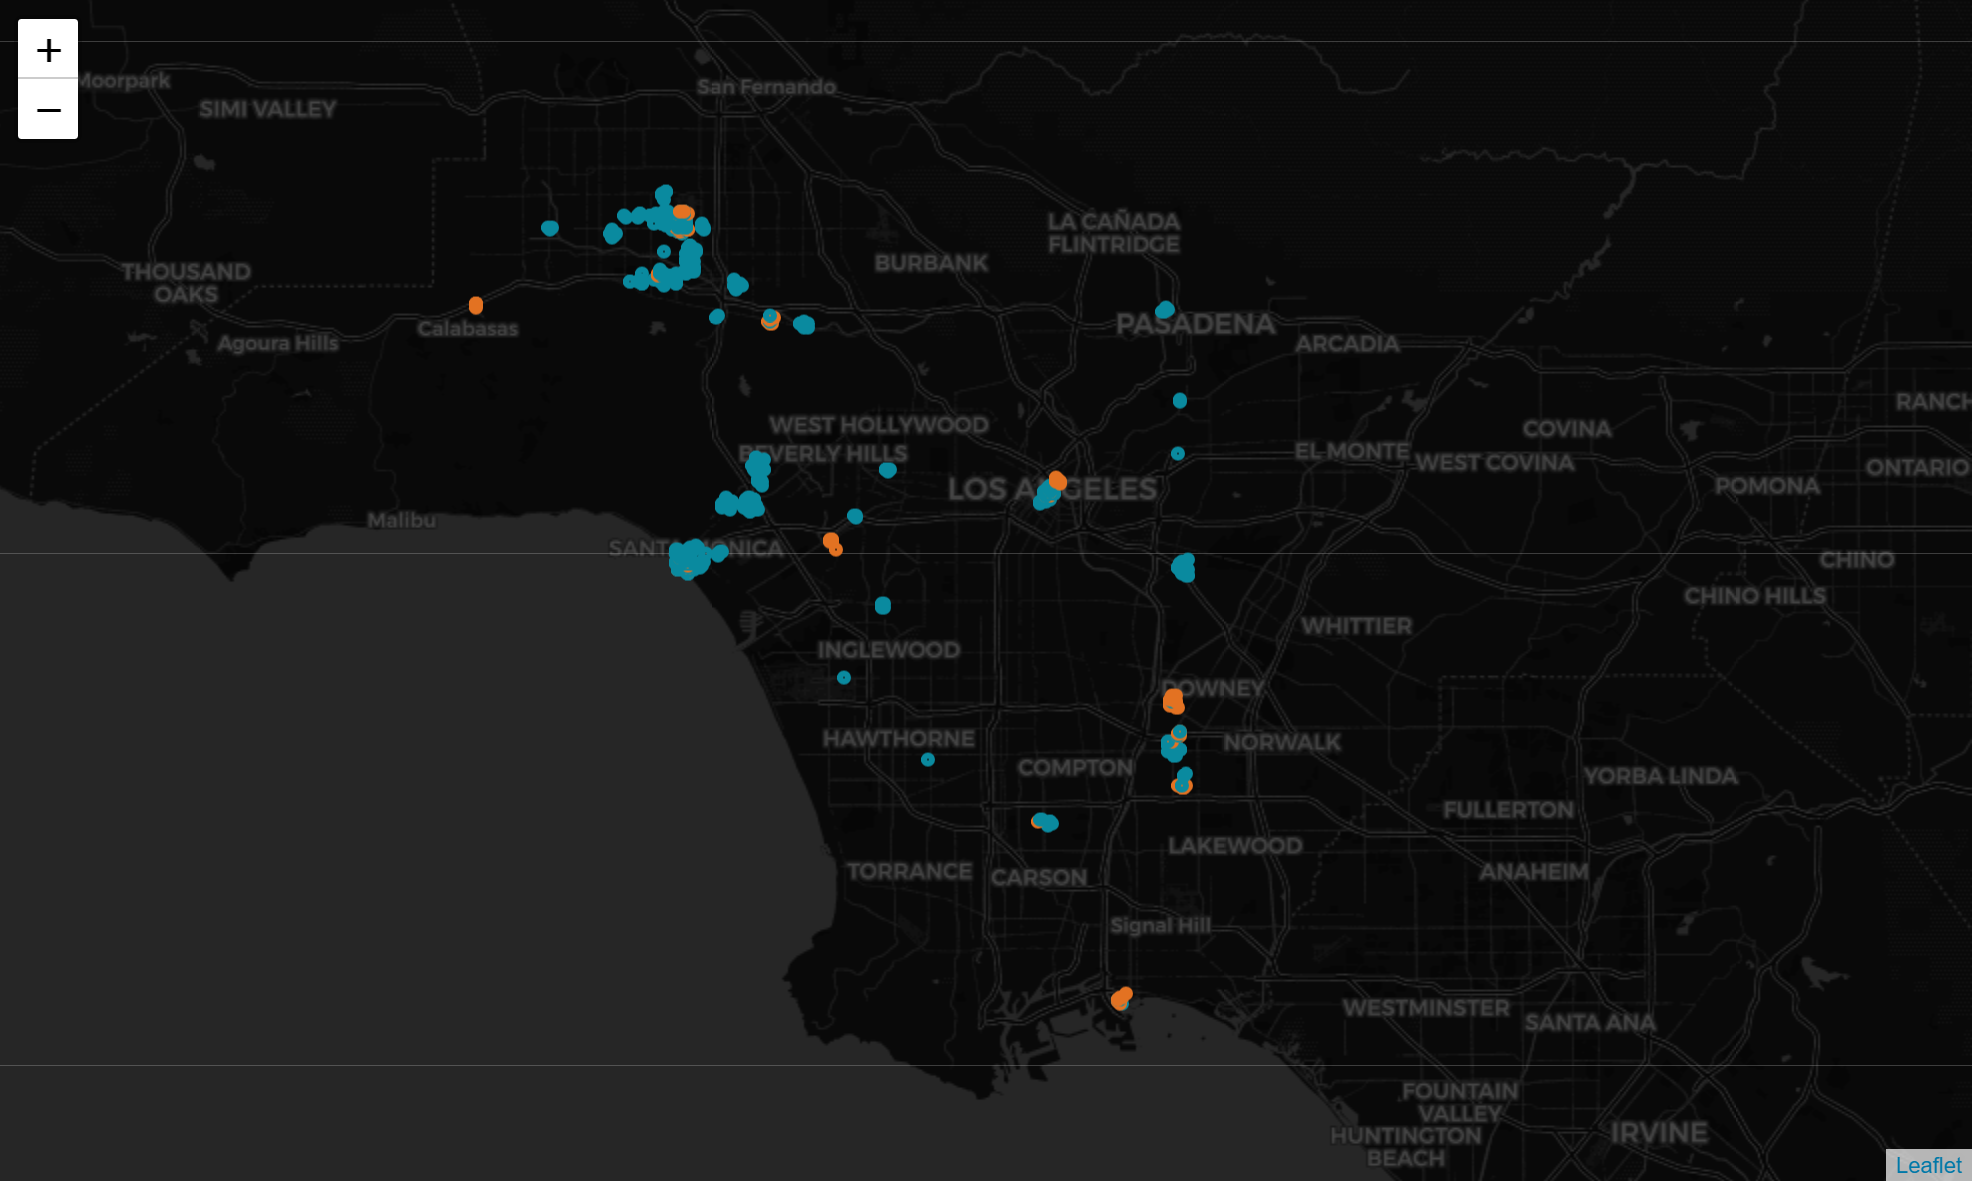 +
−
Moorpark
SIMI VALLEY
San Fernando
THOUSAND
OAKS
Agoura Hills
Calabasas
BURBANK
LA CAÑADA
FLINTRIDGE
PASADENA
ARCADIA
WEST HOLLYWOOD
BEVERLY HILLS
LOS ANGELES
EL MONTE
WEST COVINA
COVINA
RANCH
ONTARIO
POMONA
Malibu
SANTA MONICA
CHINO
CHINO HILLS
WHITTIER
INGLEWOOD
DOWNEY
HAWTHORNE
NORWALK
COMPTON
YORBA LINDA
FULLERTON
LAKEWOOD
TORRANCE
CARSON
ANAHEIM
Signal Hill
WESTMINSTER
SANTA ANA
FOUNTAIN
VALLEY
HUNTINGTON
BEACH
IRVINE
Leaflet